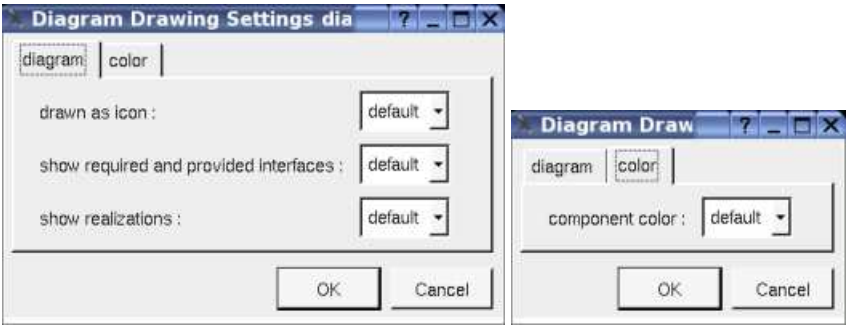 Diagram Drawing Settings dia
diagram color
drawn as icon : default
show required and provided interfaces : default
show realizations : default
OK Cancel
Diagram Draw
diagram color
component color : default
OK Cancel